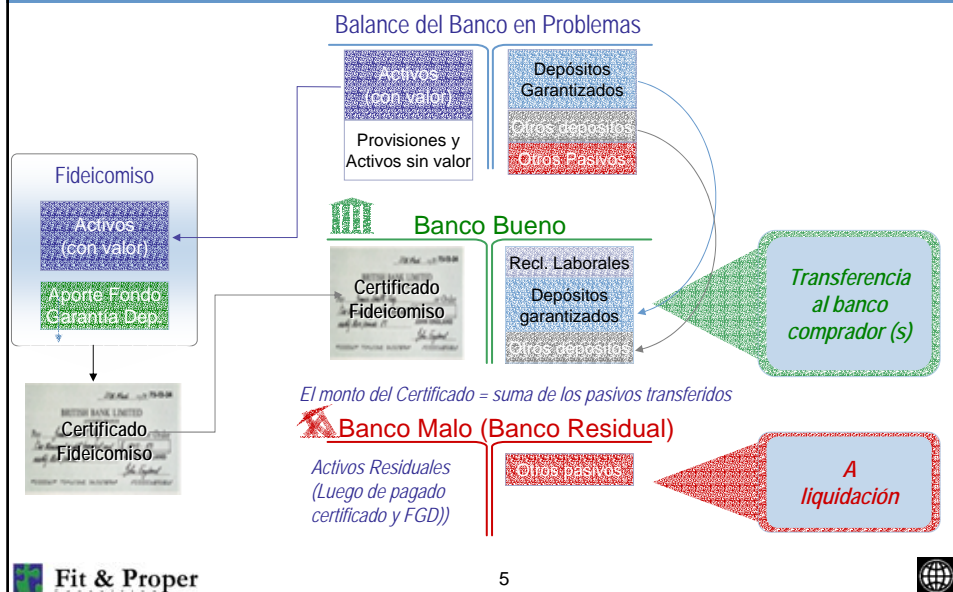 Balance del Banco en Problemas
Activos
(con valor)
Provisiones y
Activos sin valor
Depósitos
Garantizados
Otros depósitos
Otros Pasivos
Fideicomiso
Activos
(con valor)
Aporte Fondo
Garantía Dep.
Certificado
Fideicomiso
BRITISH BANK LIMITED
Banco Bueno
Certificado
Fideicomiso
Recl. Laborales
Depósitos
garantizados
Otros depósitos
Transferencia
al banco
comprador (s)
El monto del Certificado = suma de los pasivos transferidos
Banco Malo (Banco Residual)
Activos Residuales
(Luego de pagado
certificado y FGD))
Otros pasivos
A
liquidación
Fit & Proper
5